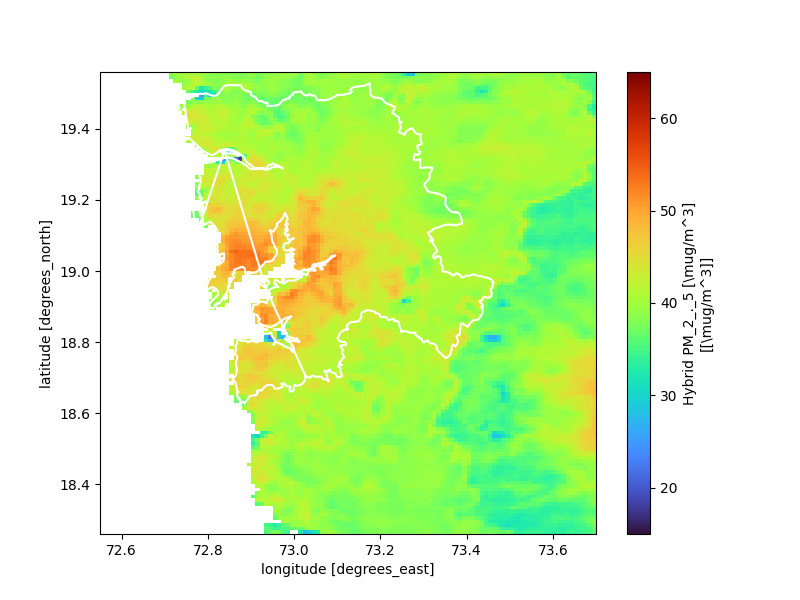 19.4
19.2
19.0
18.8
18.6
18.4
latitude [degrees_north]
72.6 72.8 73.0 73.2 73.4 73.6
longitude [degrees_east]
60
50
40
30
20
Hybrid PM_2_._5 [\mug/m^3]
[[\mug/m^3]]